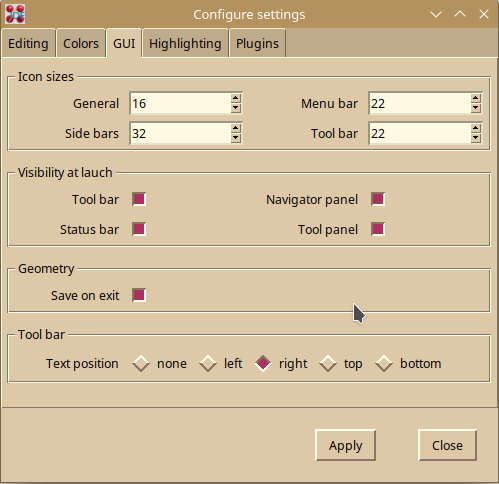 Configure settings
Editing Colors GUI Highlighting Plugins
Icon sizes
General 16 Menu bar 22
Side bars 32 Tool bar 22
Visibility at lauch
Tool bar Navigator panel
Status bar Tool panel
Geometry
Save on exit
Tool bar
Text position none left right top bottom
Apply Close